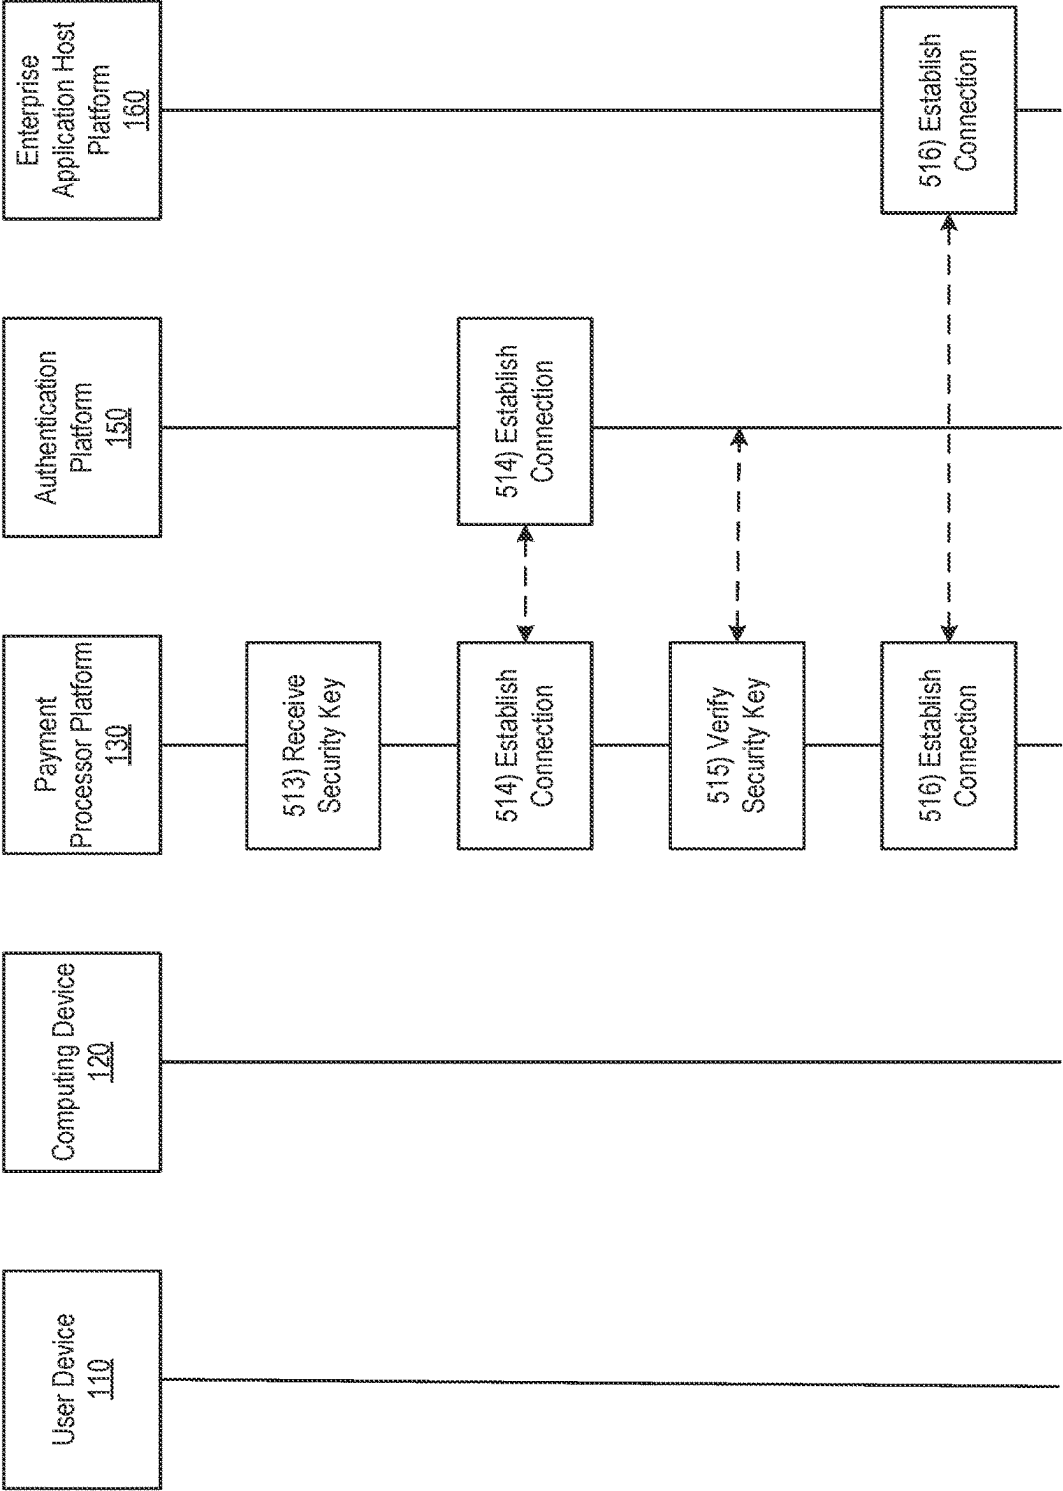 User Device
110
Computing Device
120
Payment
Processor Platform
130
Authentication
Platform
150
Enterprise
Application Host
Platform
160
513) Receive
Security Key
514) Establish
Connection
514) Establish
Connection
515) Verify
Security Key
516) Establish
Connection
516) Establish
Connection